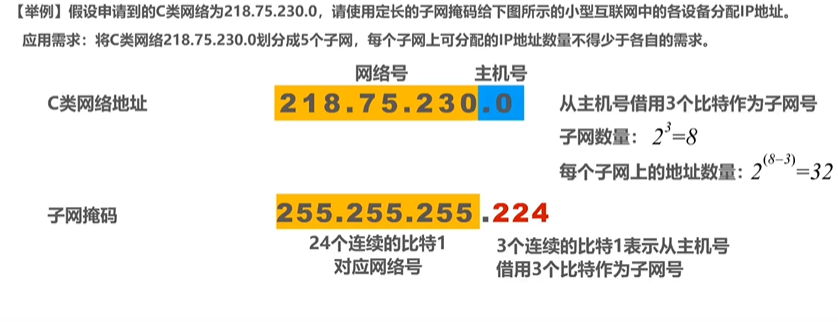 【举例】假设申请到的C类网络为218.75.230.0，请使用定长的子网掩码给下图所示的小型互联网中的各设备分配IP地址。
应用需求：将C类网络218.75.230.0划分成5个子网，每个子网上可分配的IP地址数量不得少于各自的需求。
网络号 主机号
C类网络地址 218.75.230.0 从主机号借用3个比特作为子网号
子网数量：2^3=8
每个子网上的地址数量：2^(8-3)=32
子网掩码 255.255.255.224
24个连续的比特1 3个连续的比特1表示从主机号
对应网络号 借用3个比特作为子网号